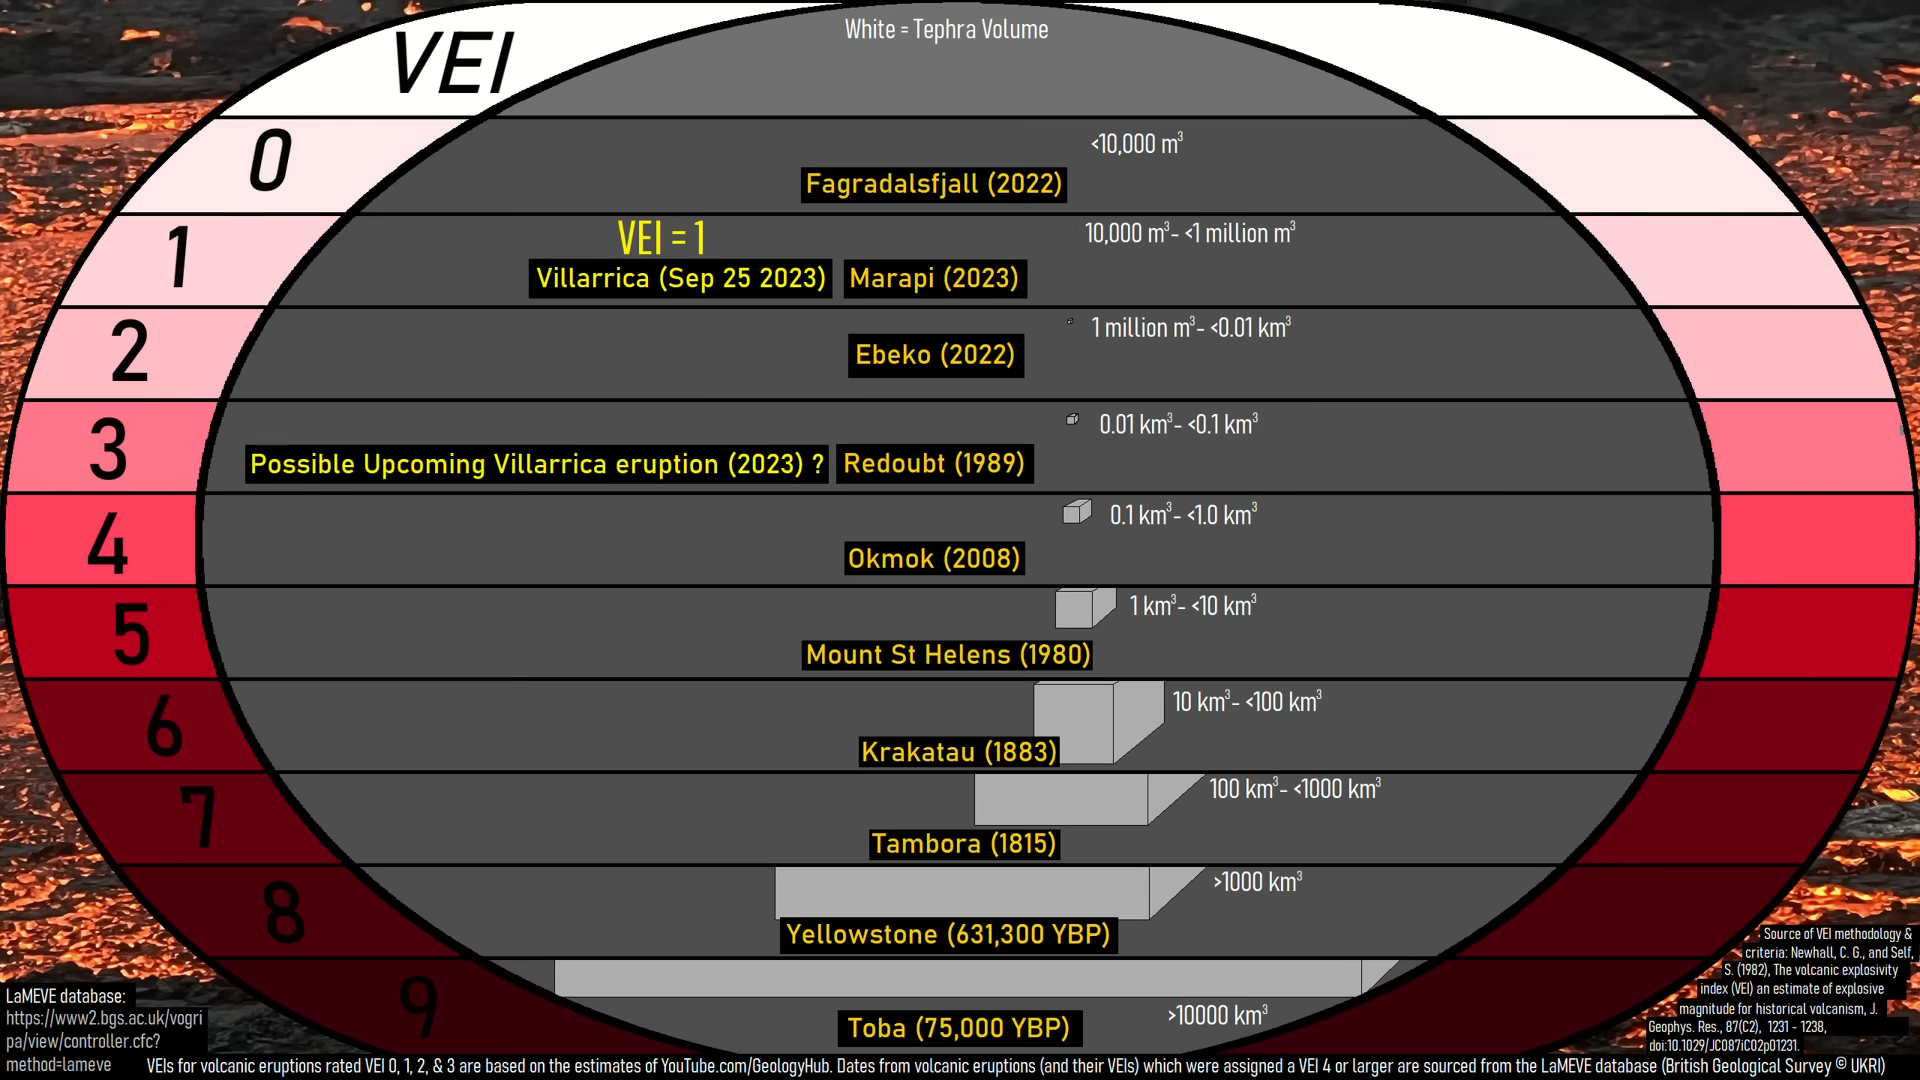 White = Tephra Volume
VEI
0
<10,000 m³
Fagradalsfjall (2022)
1
VEI = 1
10,000 m³- <1 million m³
Villarrica (Sep 25 2023)
Marapi (2023)
2
1 million m³- <0.01 km³
Ebeko (2022)
3
0.01 km³- <0.1 km³
Possible Upcoming Villarrica eruption (2023) ?
Redoubt (1989)
4
0.1 km³- <1.0 km³
Okmok (2008)
5
1 km³- <10 km³
Mount St Helens (1980)
6
10 km³- <100 km³
Krakatau (1883)
7
100 km³- <1000 km³
Tambora (1815)
8
>1000 km³
Yellowstone (631,300 YBP)
9
>10000 km³
Toba (75,000 YBP)
LaMEVE database:
https://www2.bgs.ac.uk/vogri
pa/view/controller.cfc?
method=lameve
Source of VEI methodology &
criteria: Newhall, C. G., and Self,
S. (1982), The volcanic explosivity
index (VEI) an estimate of explosive
magnitude for historical volcanism, J.
Geophys. Res., 87(C2), 1231 - 1238,
doi:10.1029/JC087iC02p01231.
VEIs for volcanic eruptions rated VEI 0, 1, 2, & 3 are based on the estimates of YouTube.com/GeologyHub. Dates from volcanic eruptions (and their VEIs) which were assigned a VEI 4 or larger are sourced from the LaMEVE database (British Geological Survey © UKRI)